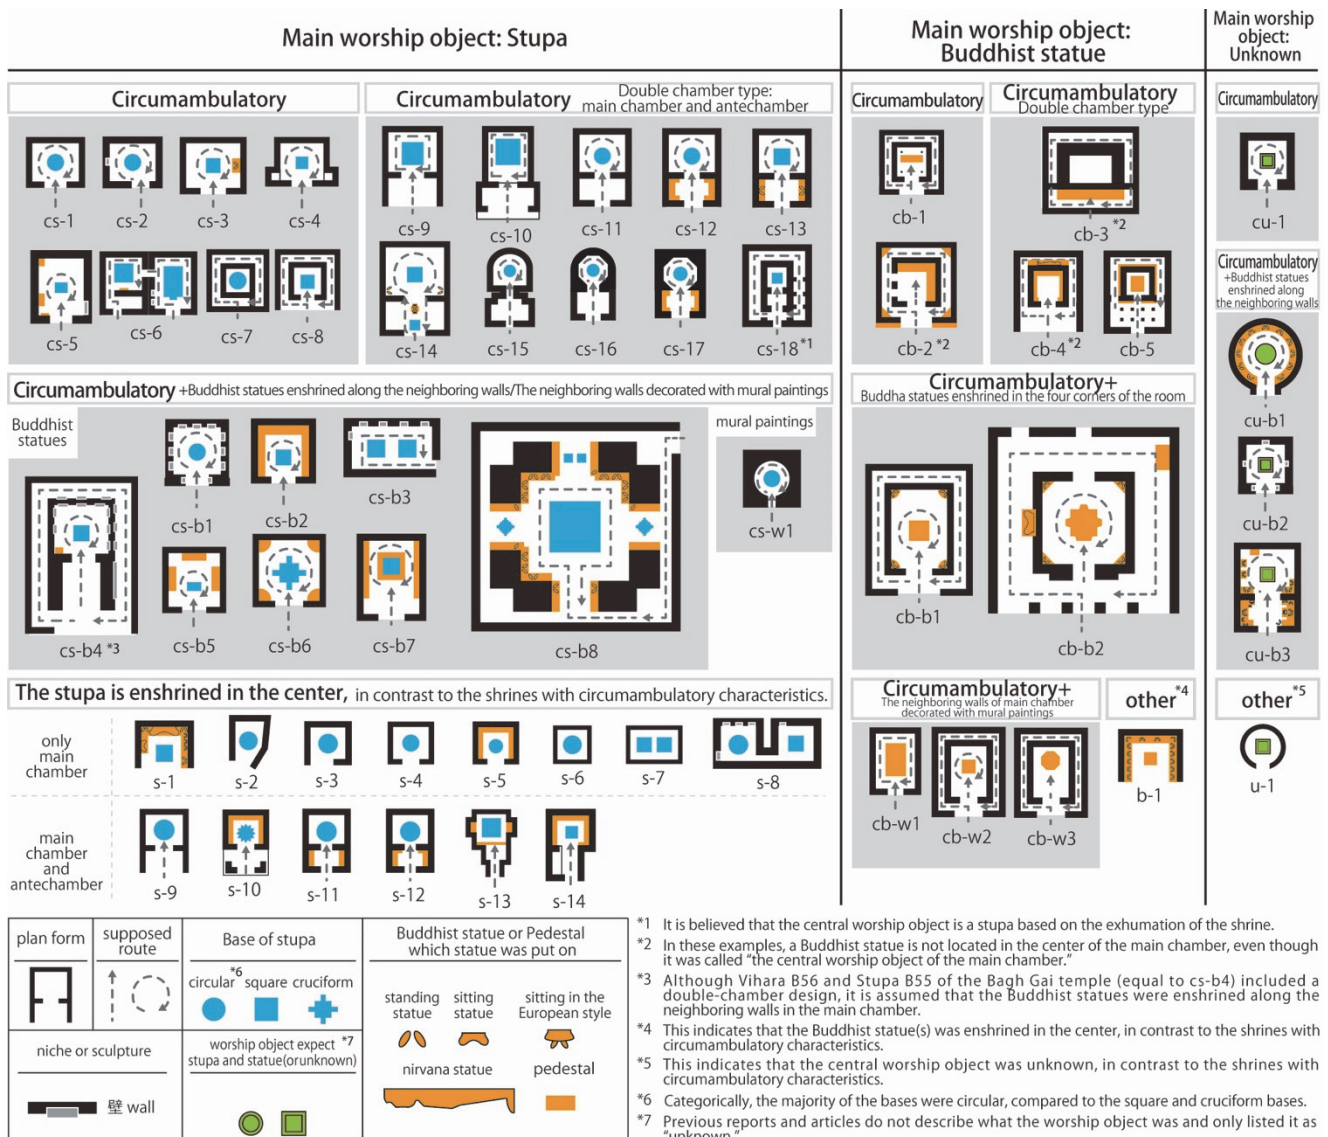 Main worship object: Stupa
Main worship object:
Buddhist statue
Main worship
object:
Unknown
Circumambulatory
Circumambulatory
Double chamber type:
main chamber and antechamber
Circumambulatory
Circumambulatory
Double chamber type
Circumambulatory
cs-1
cs-2
cs-3
cs-4
cs-9
cs-10
cs-11
cs-12
cs-13
cb-1
cb-3 *2
cu-1
cs-5
cs-6
cs-7
cs-8
cs-14
cs-15
cs-16
cs-17
cs-18*1
cb-2 *2
cb-4 *2
cb-5
Circumambulatory
+Buddhist statues
enshrined along
the neighboring walls
cu-b1
cu-b2
cu-b3
Circumambulatory +Buddhist statues enshrined along the neighboring walls/The neighboring walls decorated with mural paintings
Buddhist
statues
mural paintings
cs-b1
cs-b2
cs-b3
cs-w1
cs-b4 *3
cs-b5
cs-b6
cs-b7
cs-b8
Circumambulatory+
Buddha statues enshrined in the four corners of the room
cb-b1
cb-b2
The stupa is enshrined in the center, in contrast to the shrines with circumambulatory characteristics.
only
main
chamber
s-1
s-2
s-3
s-4
s-5
s-6
s-7
s-8
main
chamber
and
antechamber
s-9
s-10
s-11
s-12
s-13
s-14
Circumambulatory+
The neighboring walls of main chamber
decorated with mural paintings
cb-w1
cb-w2
cb-w3
other*4
b-1
other*5
u-1
plan form
supposed
route
Base of stupa
circular*6 square cruciform
Buddhist statue or Pedestal
which statue was put on
standing
statue
sitting
statue
sitting in the
European style
nirvana statue
pedestal
niche or sculpture
壁 wall
worship object expect *7
stupa and statue(orunknown)
*1 It is believed that the central worship object is a stupa based on the exhumation of the shrine.
*2 In these examples, a Buddhist statue is not located in the center of the main chamber, even though
it was called “the central worship object of the main chamber.”
*3 Although Vihara B56 and Stupa B55 of the Bagh Gai temple (equal to cs-b4) included a
double-chamber design, it is assumed that the Buddhist statues were enshrined along the
neighboring walls in the main chamber.
*4 This indicates that the Buddhist statue(s) was enshrined in the center, in contrast to the shrines with
circumambulatory characteristics.
*5 This indicates that the central worship object was unknown, in contrast to the shrines with
circumambulatory characteristics.
*6 Categorically, the majority of the bases were circular, compared to the square and cruciform bases.
*7 Previous reports and articles do not describe what the worship object was and only listed it as
“unknown.”